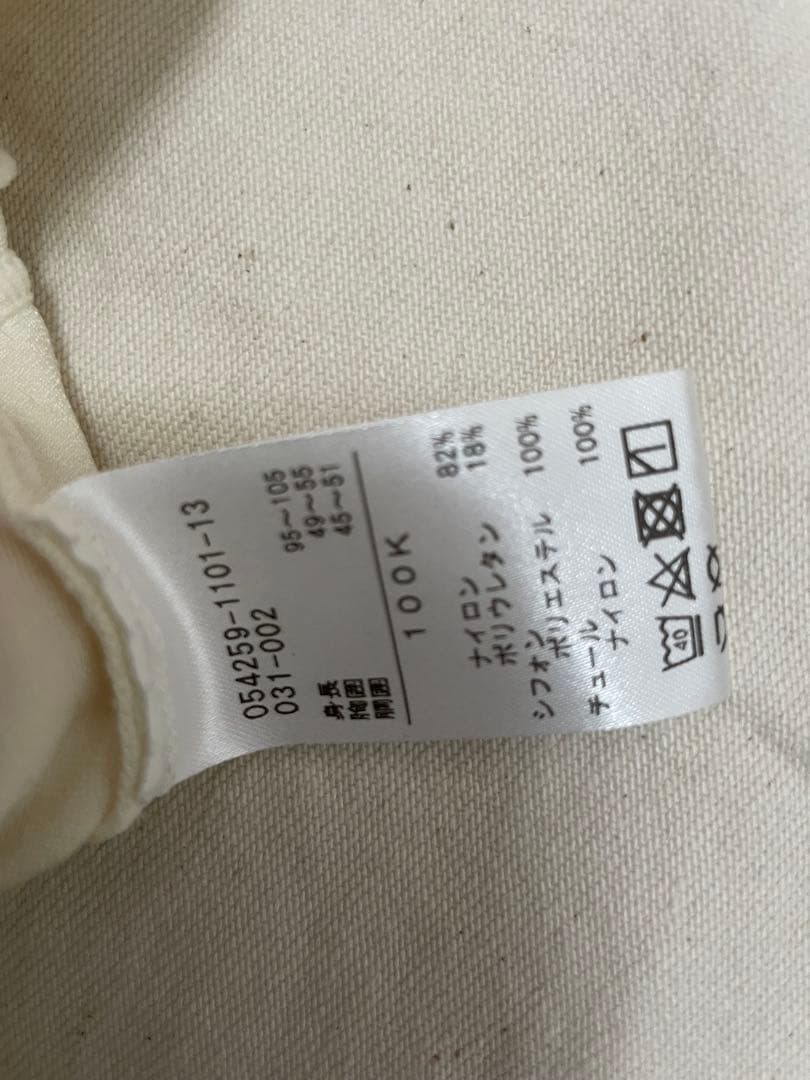 054259-1101-13
031-002
身長 95～105
胸囲 49～55
胴囲 45～51
100K
ナイロン 82%
ポリウレタン 18%
シフォン
ポリエステル 100%
チュール
ナイロン 100%
40